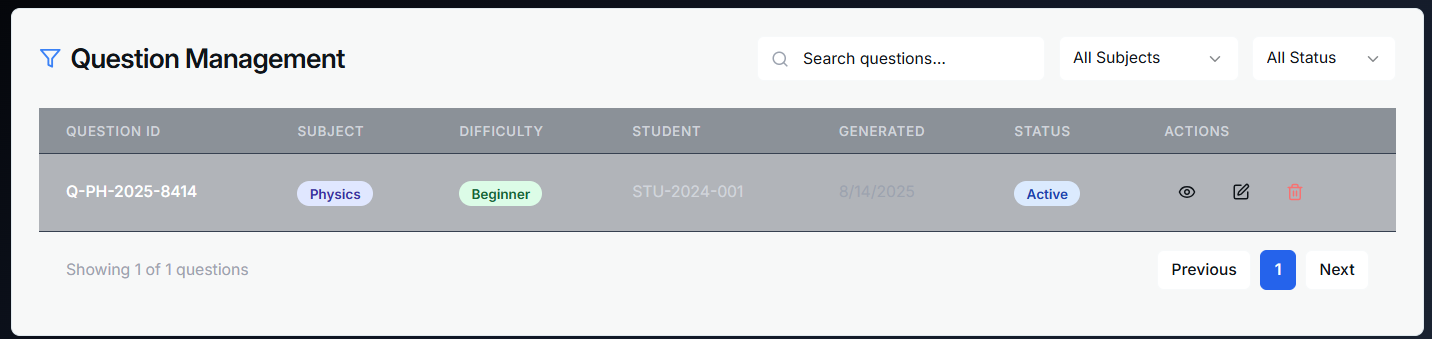 Question Management
Search questions...
All Subjects
All Status
QUESTION ID SUBJECT DIFFICULTY STUDENT GENERATED STATUS ACTIONS
Q-PH-2025-8414 Physics Beginner STU-2024-001 8/14/2025 Active
Showing 1 of 1 questions
Previous 1 Next